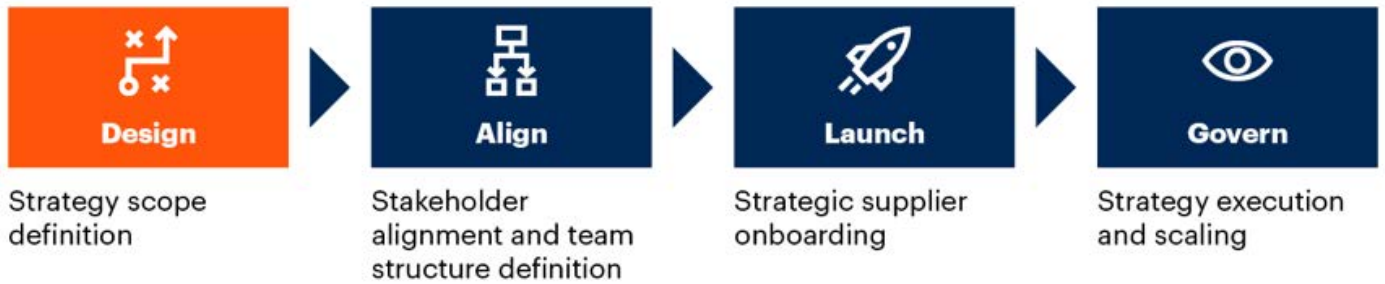 Design
Strategy scope
definition
Align
Stakeholder
alignment and team
structure definition
Launch
Strategic supplier
onboarding
Govern
Strategy execution
and scaling